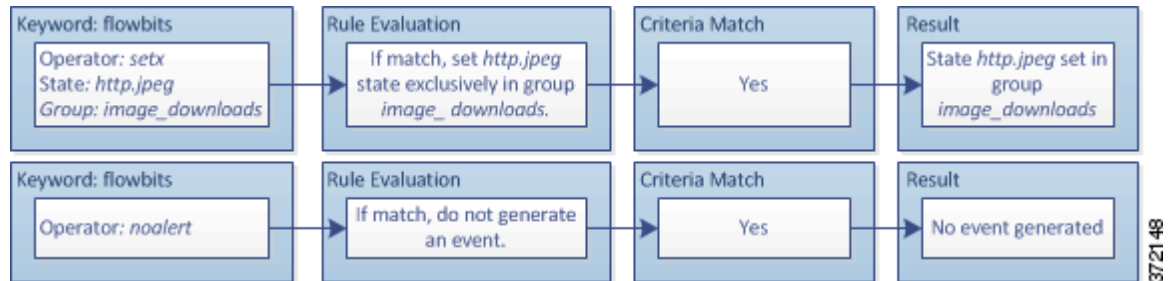 Keyword: flowbits
Operator: setx
State: http.jpeg
Group: image_downloads
Rule Evaluation
If match, set http.jpeg
state exclusively in group
image_ downloads.
Criteria Match
Yes
Result
State http.jpeg set in
group
image_downloads
Keyword: flowbits
Operator: noalert
Rule Evaluation
If match, do not generate
an event.
Criteria Match
Yes
Result
No event generated
372148